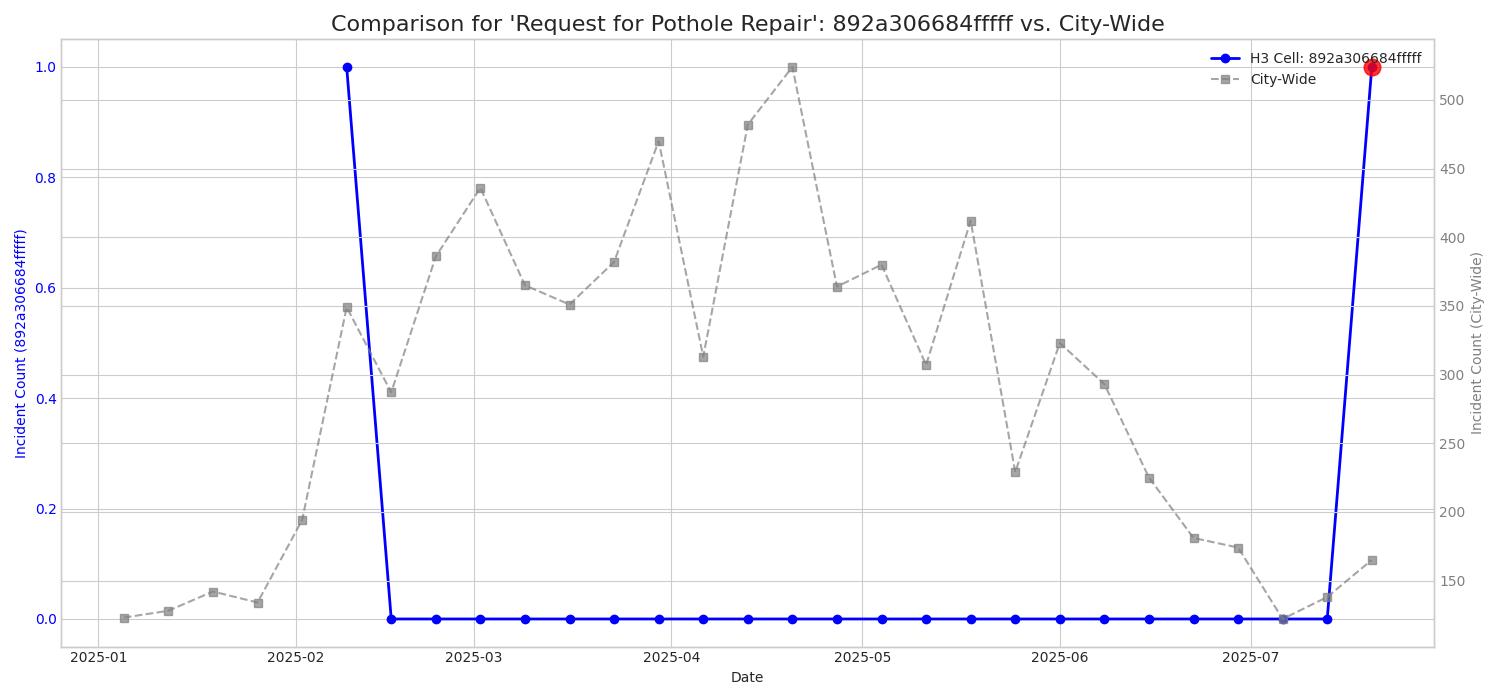 Comparison for 'Request for Pothole Repair': 892a306684fffff vs. City-Wide
H3 Cell: 892a306684fffff
City-Wide
1.0
0.8
0.6
0.4
0.2
0.0
Incident Count (892a306684fffff)
500
450
400
350
300
250
200
150
Incident Count (City-Wide)
2025-01 2025-02 2025-03 2025-04 2025-05 2025-06 2025-07
Date